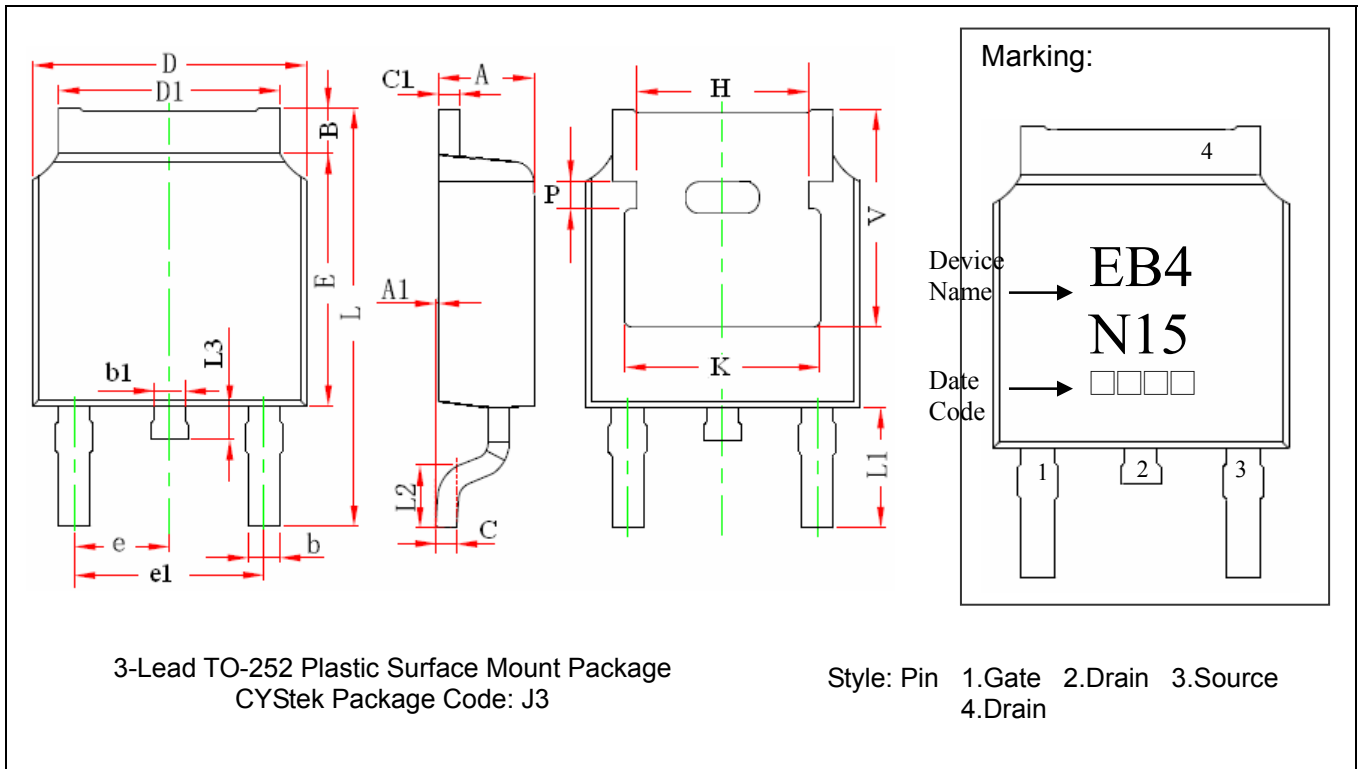 D
D1
B
E
L
L3
b1
e
e1
b
C1
A
A1
L2
C
H
P
V
K
L1
Marking:
4
Device
Name
EB4
N15
Date
Code
□□□□
1
2
3
3-Lead TO-252 Plastic Surface Mount Package
CYStek Package Code: J3
Style: Pin 1.Gate 2.Drain 3.Source
4.Drain